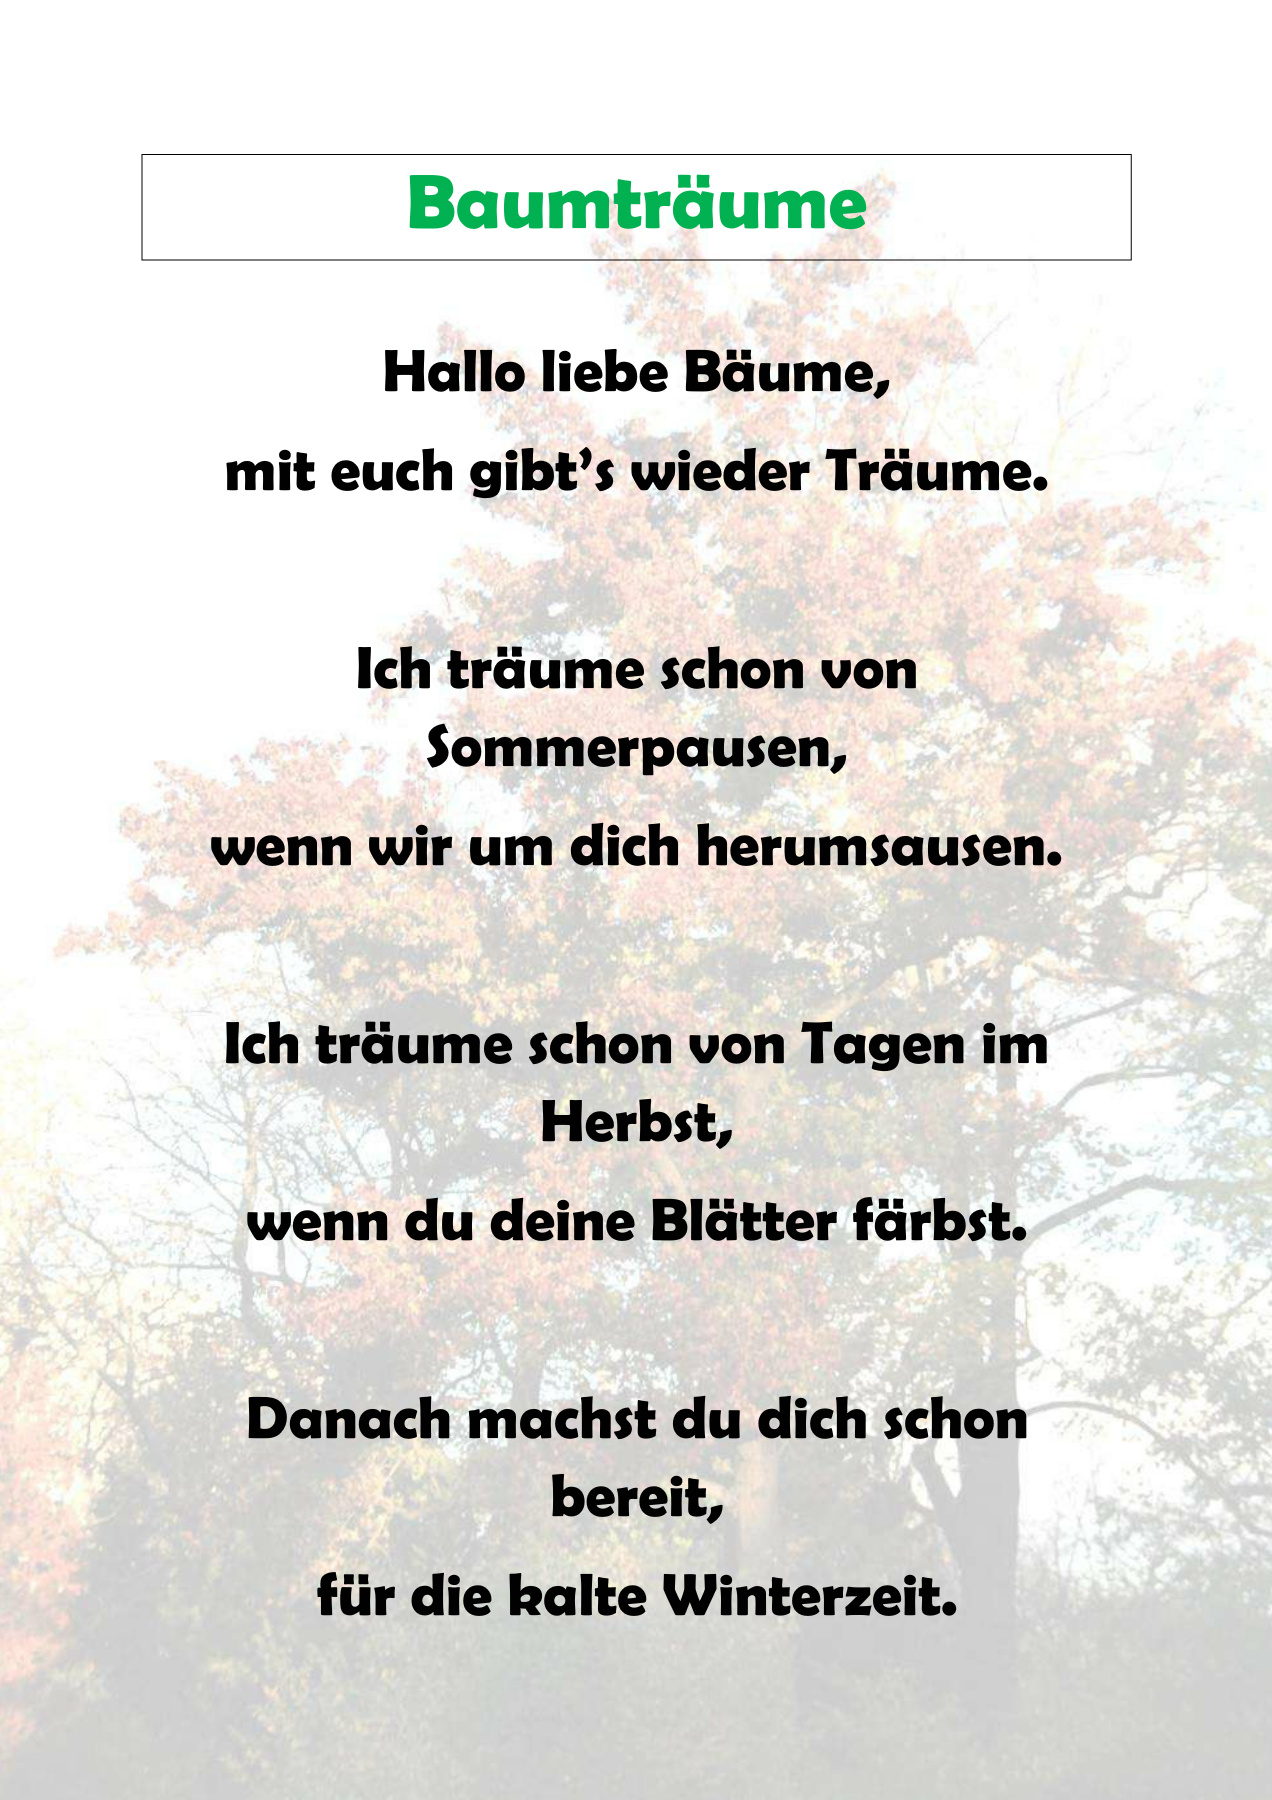 Baumträume
Hallo liebe Bäume,
mit euch gibt’s wieder Träume.
Ich träume schon von
Sommerpausen,
wenn wir um dich herumsausen.
Ich träume schon von Tagen im
Herbst,
wenn du deine Blätter färbst.
Danach machst du dich schon
bereit,
für die kalte Winterzeit.